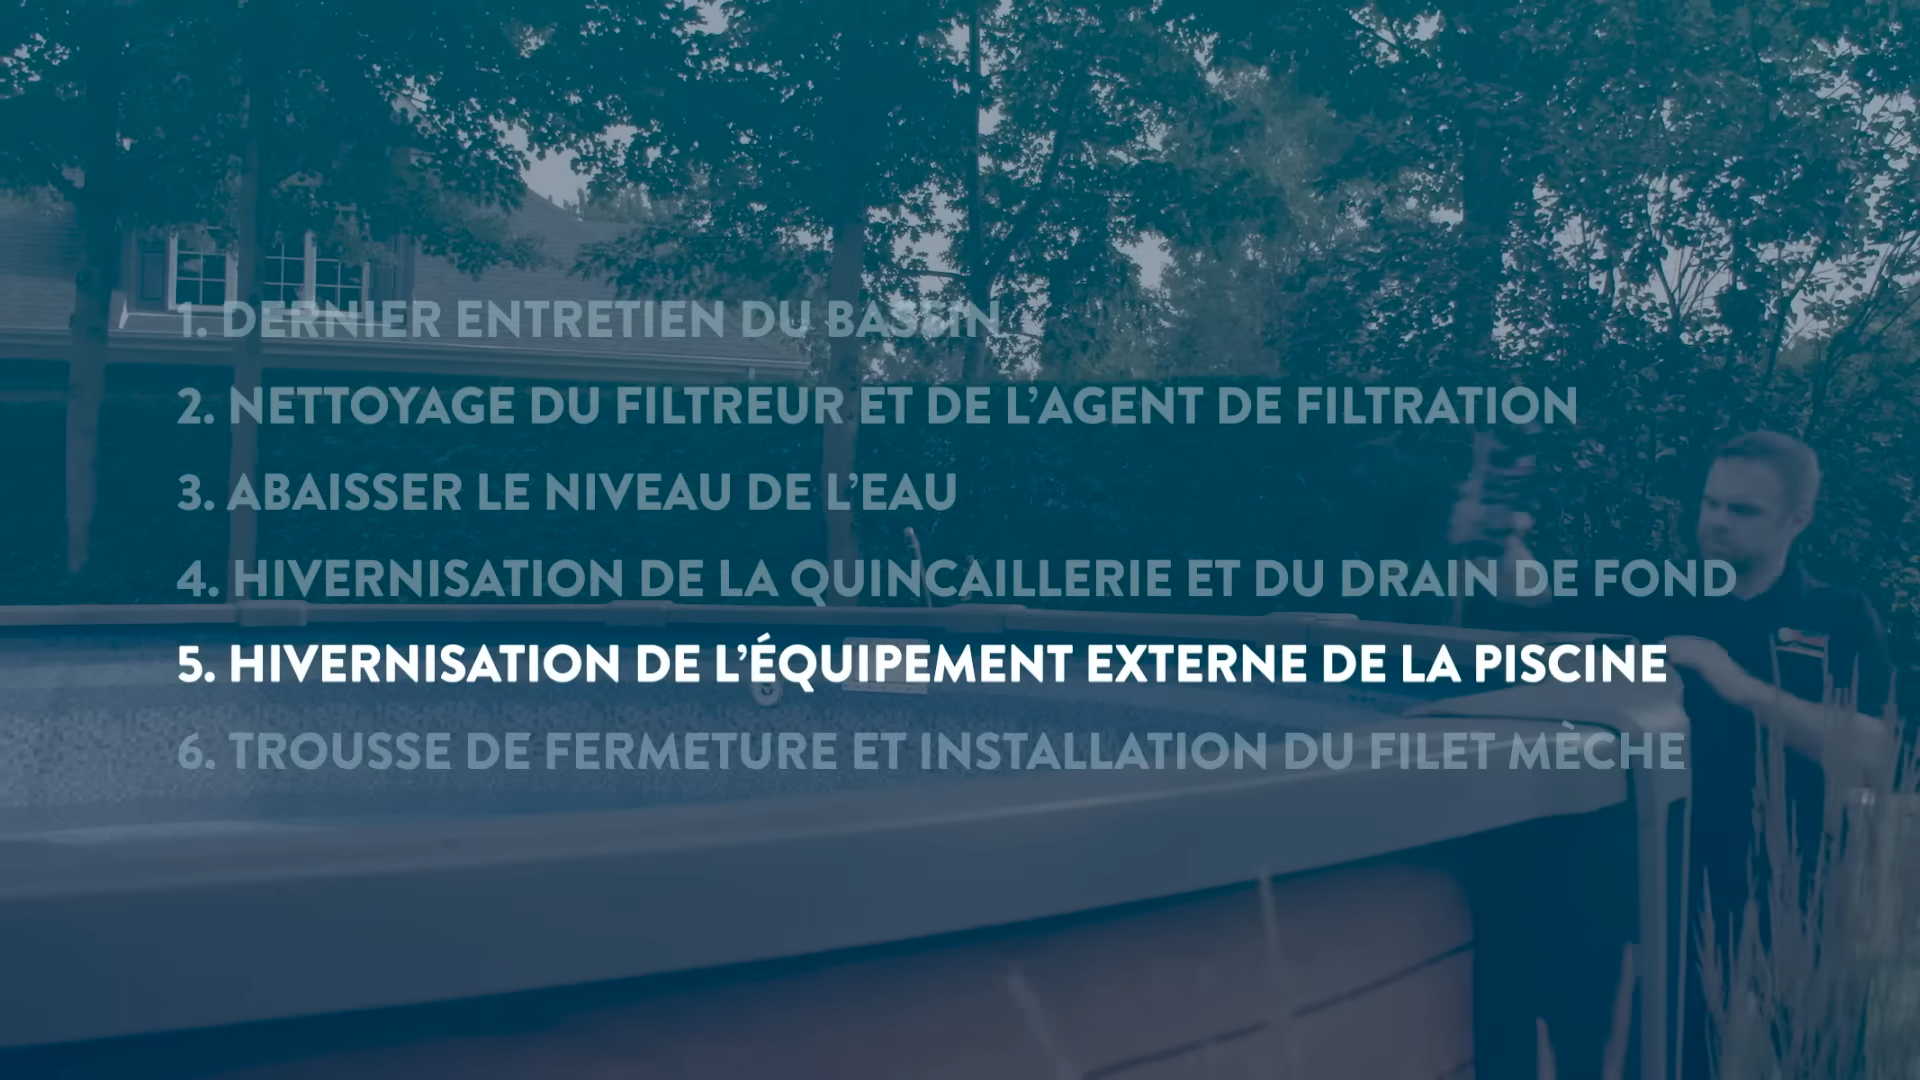 1. DERNIER ENTRETIEN DU BASSIN
2. NETTOYAGE DU FILTREUR ET DE L’AGENT DE FILTRATION
3. ABAISSER LE NIVEAU DE L’EAU
4. HIVERNISATION DE LA QUINCAILLERIE ET DU DRAIN DE FOND
5. HIVERNISATION DE L’ÉQUIPEMENT EXTERNE DE LA PISCINE
6. TROUSSE DE FERMETURE ET INSTALLATION DU FILET MÈCHE